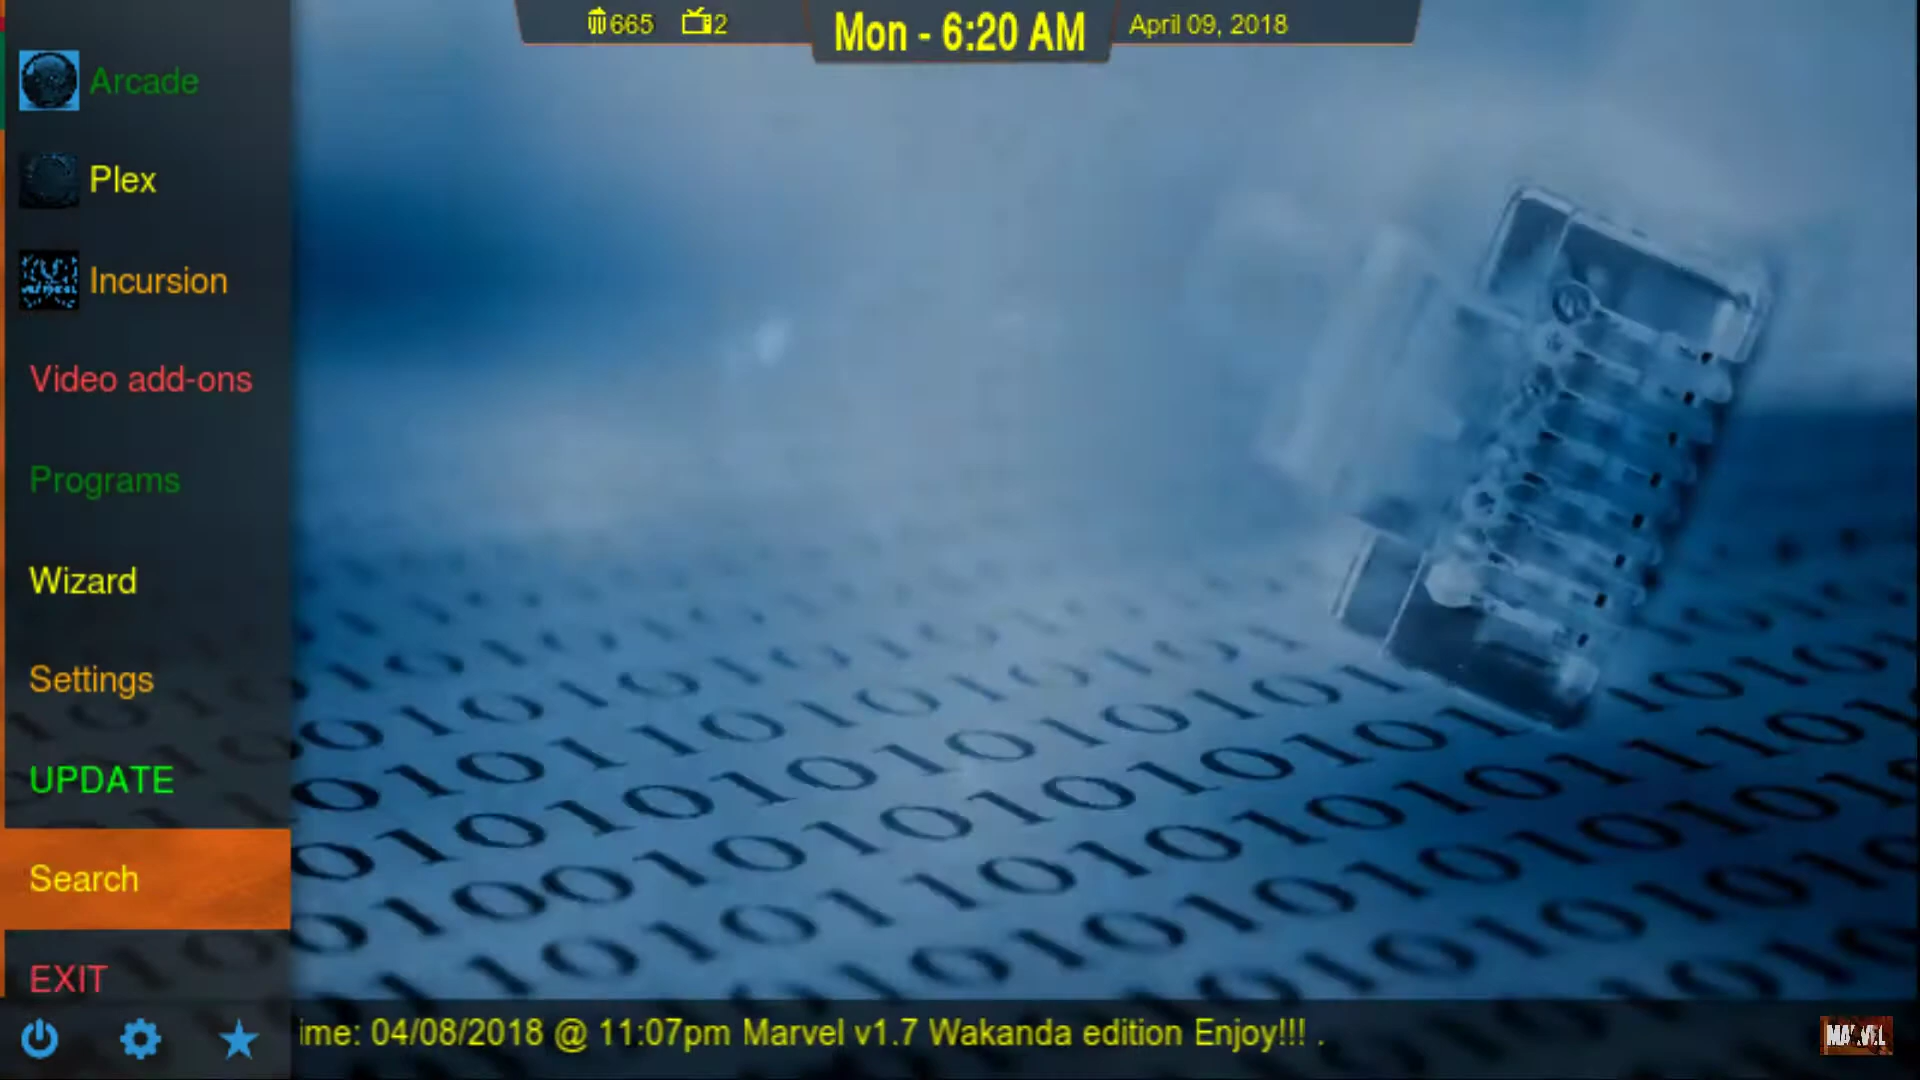 665 2 Mon - 6:20 AM April 09, 2018
Arcade
Plex
Incursion
Video add-ons
Programs
Wizard
Settings
UPDATE
Search
EXIT
ime: 04/08/2018 @ 11:07pm Marvel v1.7 Wakanda edition Enjoy!!! .
MARVEL